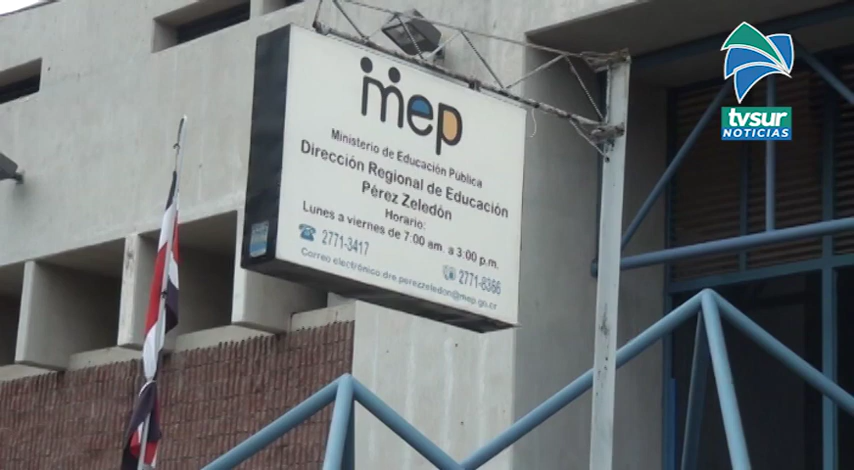 mep
Ministerio de Educación Pública
Dirección Regional de Educación
Pérez Zeledón
Horario:
Lunes a viernes de 7:00 am. a 3:00 p.m.
2771-3417
2771-8366
Correo electrónico:dre.perezzeledon@mep.go.cr
tvsur
NOTICIAS